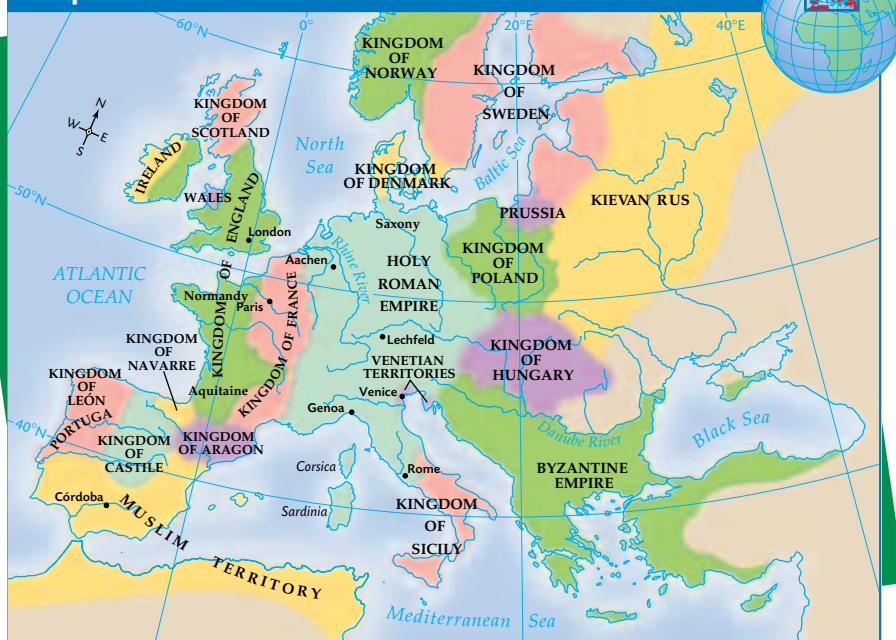 60°N
0°
20°E
40°E
KINGDOM
OF
NORWAY
KINGDOM
OF
SWEDEN
KINGDOM
OF
SCOTLAND
N
W
E
S
North
Sea
IRELAND
KINGDOM
OF DENMARK
Baltic Sea
50°N
WALES
KINGDOM OF ENGLAND
London
PRUSSIA
KIEVAN RUS
Saxony
KINGDOM
OF
POLAND
Aachen
Rhine River
HOLY
ROMAN
EMPIRE
ATLANTIC
OCEAN
Normandy
Paris
KINGDOM OF FRANCE
Lechfeld
KINGDOM
OF
NAVARRE
VENETIAN
TERRITORIES
KINGDOM
OF
HUNGARY
KINGDOM
OF
LEÓN
Aquitaine
Venice
Genoa
PORTUGA
40°N
KINGDOM
OF
CASTILE
KINGDOM
OF ARAGON
Danube River
Black Sea
Corsica
Rome
BYZANTINE
EMPIRE
Córdoba
Sardinia
KINGDOM
OF
SICILY
MUSLIM TERRITORY
Mediterranean Sea